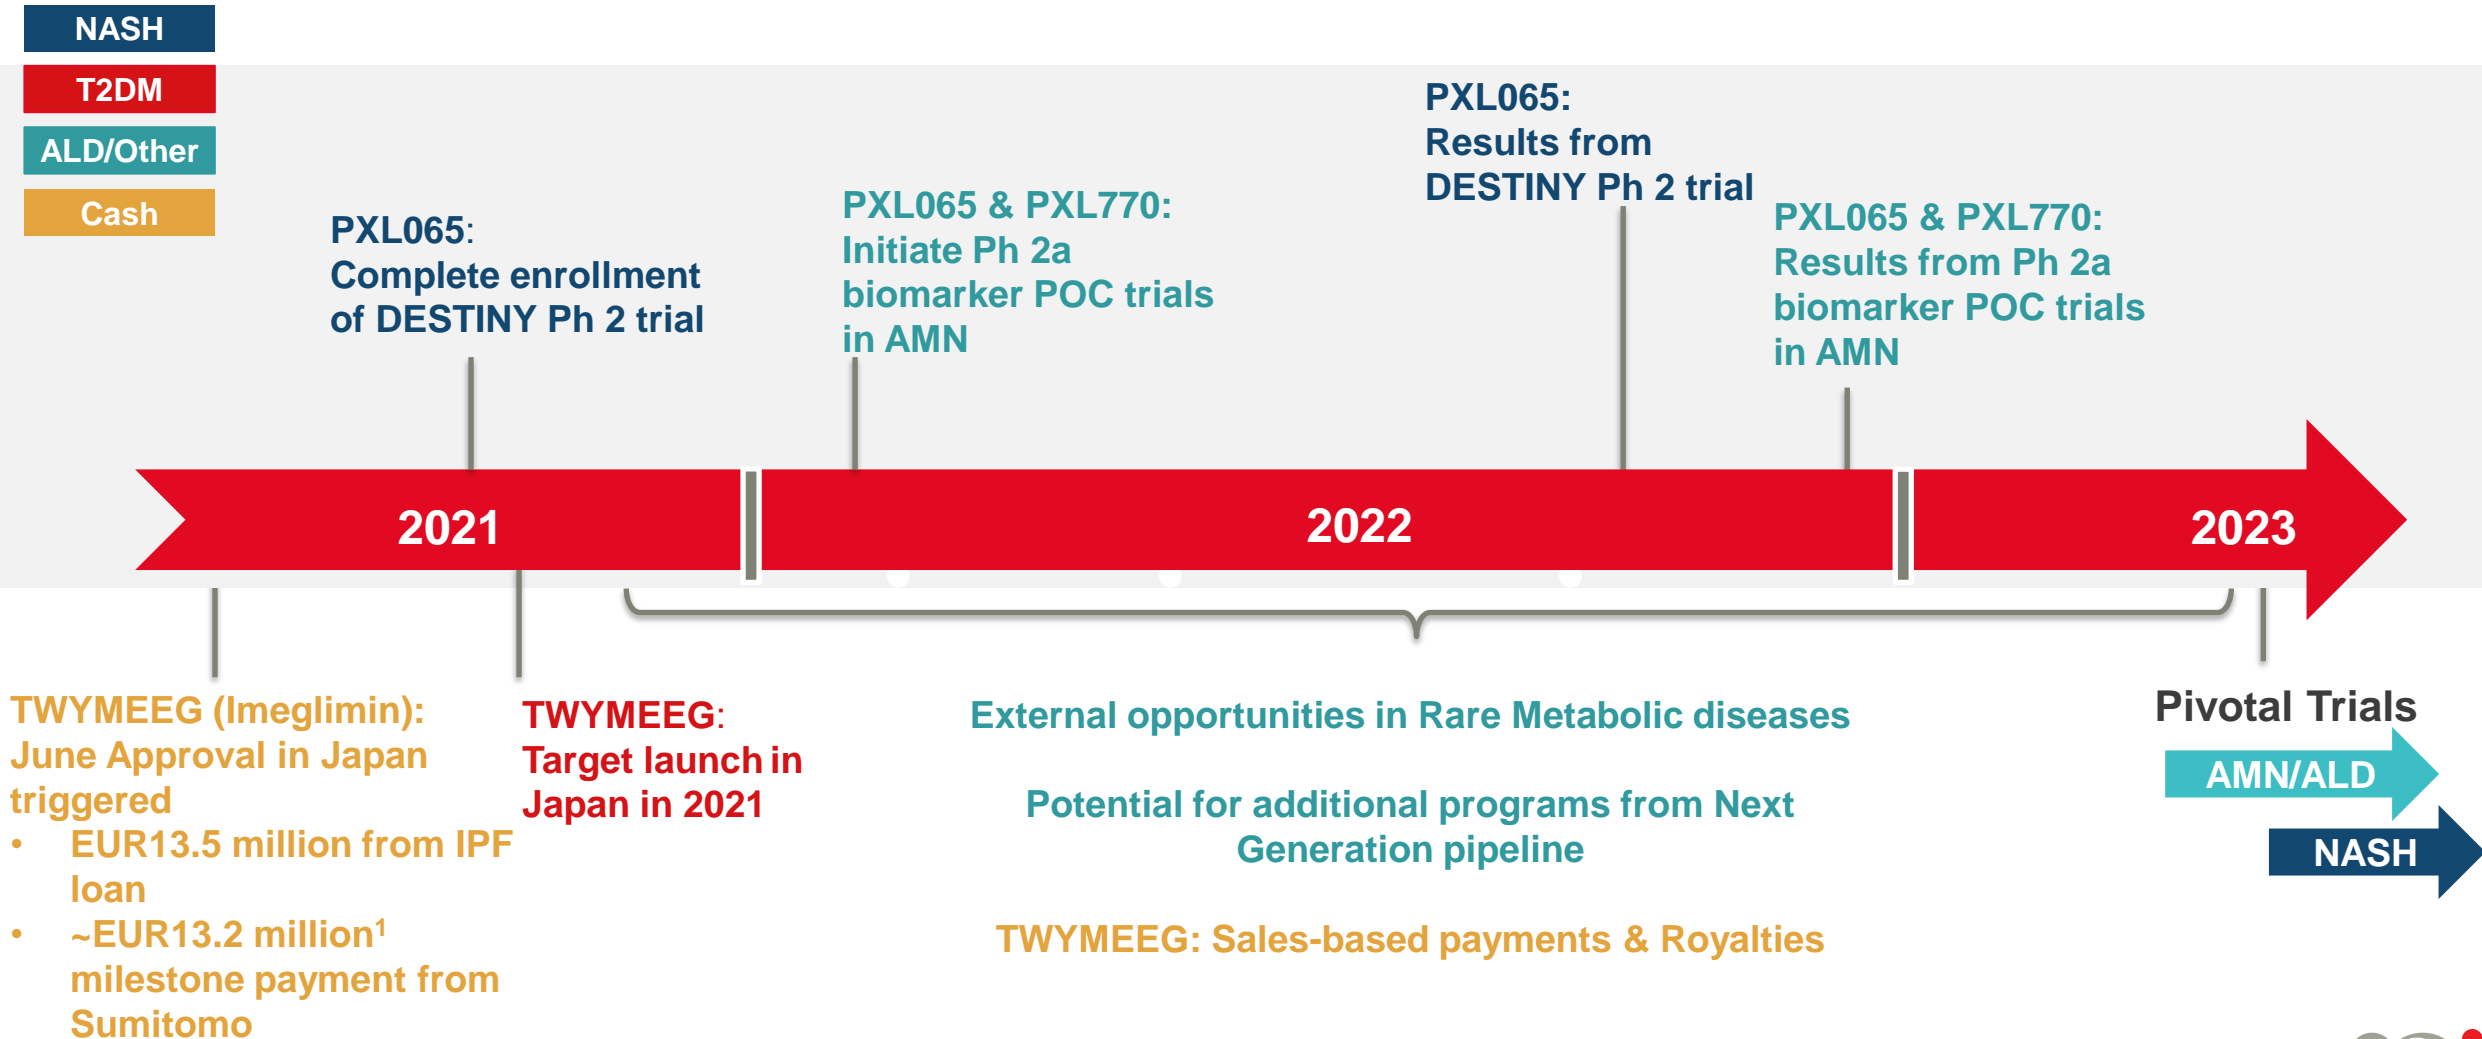 NASH
T2DM
ALD/Other
Cash
PXL065:
Complete enrollment
of DESTINY Ph 2 trial
PXL065 & PXL770:
Initiate Ph 2a
biomarker POC trials
in AMN
PXL065:
Results from
DESTINY Ph 2 trial
PXL065 & PXL770:
Results from Ph 2a
biomarker POC trials
in AMN
2021
2022
2023
TWYMEEG (Imeglimin):
June Approval in Japan
triggered
• EUR13.5 million from IPF
loan
• ~EUR13.2 million¹
milestone payment from
Sumitomo
TWYMEEG:
Target launch in
Japan in 2021
External opportunities in Rare Metabolic diseases
Potential for additional programs from Next
Generation pipeline
TWYMEEG: Sales-based payments & Royalties
Pivotal Trials
AMN/ALD
NASH